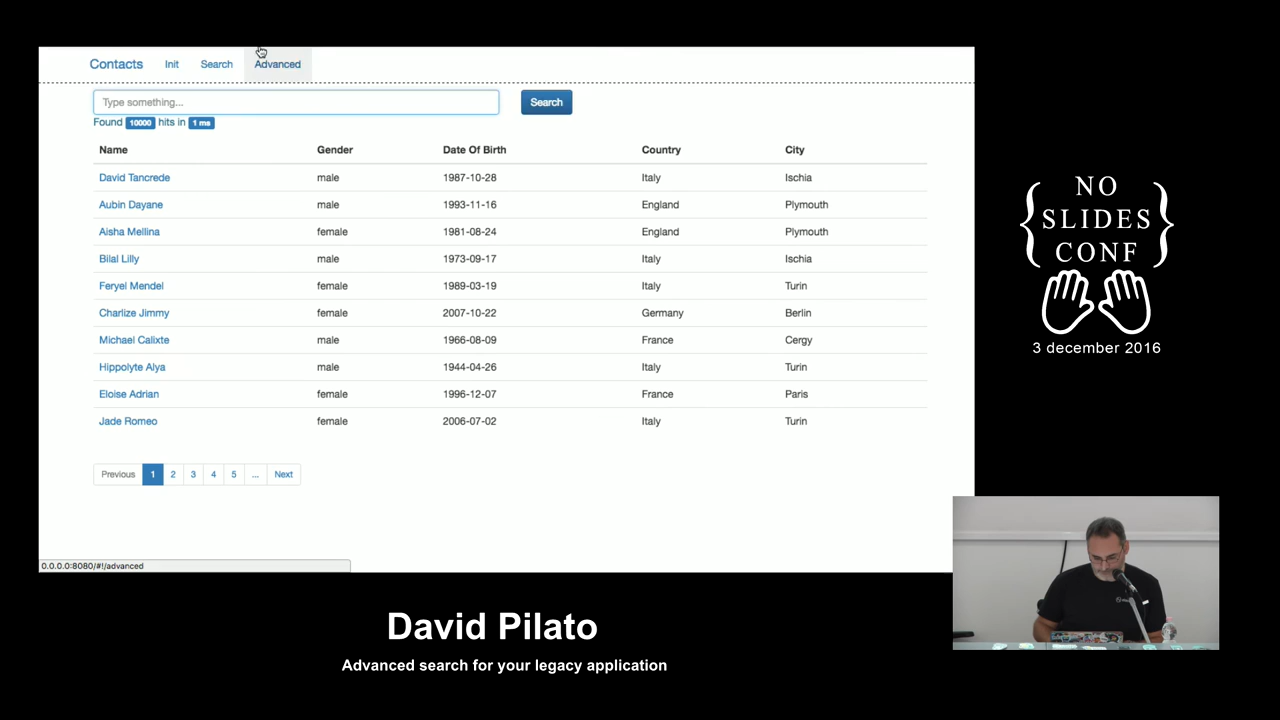 Contacts Init Search Advanced
Type something... Search
Found 10000 hits in 1 ms
Name Gender Date Of Birth Country City
David Tancrede male 1987-10-28 Italy Ischia
Aubin Dayane male 1993-11-16 England Plymouth
Aisha Mellina female 1981-08-24 England Plymouth
Bilal Lilly male 1973-09-17 Italy Ischia
Feryel Mendel female 1989-03-19 Italy Turin
Charlize Jimmy female 2007-10-22 Germany Berlin
Michael Calixte male 1966-08-09 France Cergy
Hippolyte Alya male 1944-04-26 Italy Turin
Eloise Adrian female 1996-12-07 France Paris
Jade Romeo female 2006-07-02 Italy Turin
Previous 1 2 3 4 5 ... Next
0.0.0.0:8080/#!/advanced
NO
SLIDES
CONF
3 december 2016
David Pilato
Advanced search for your legacy application